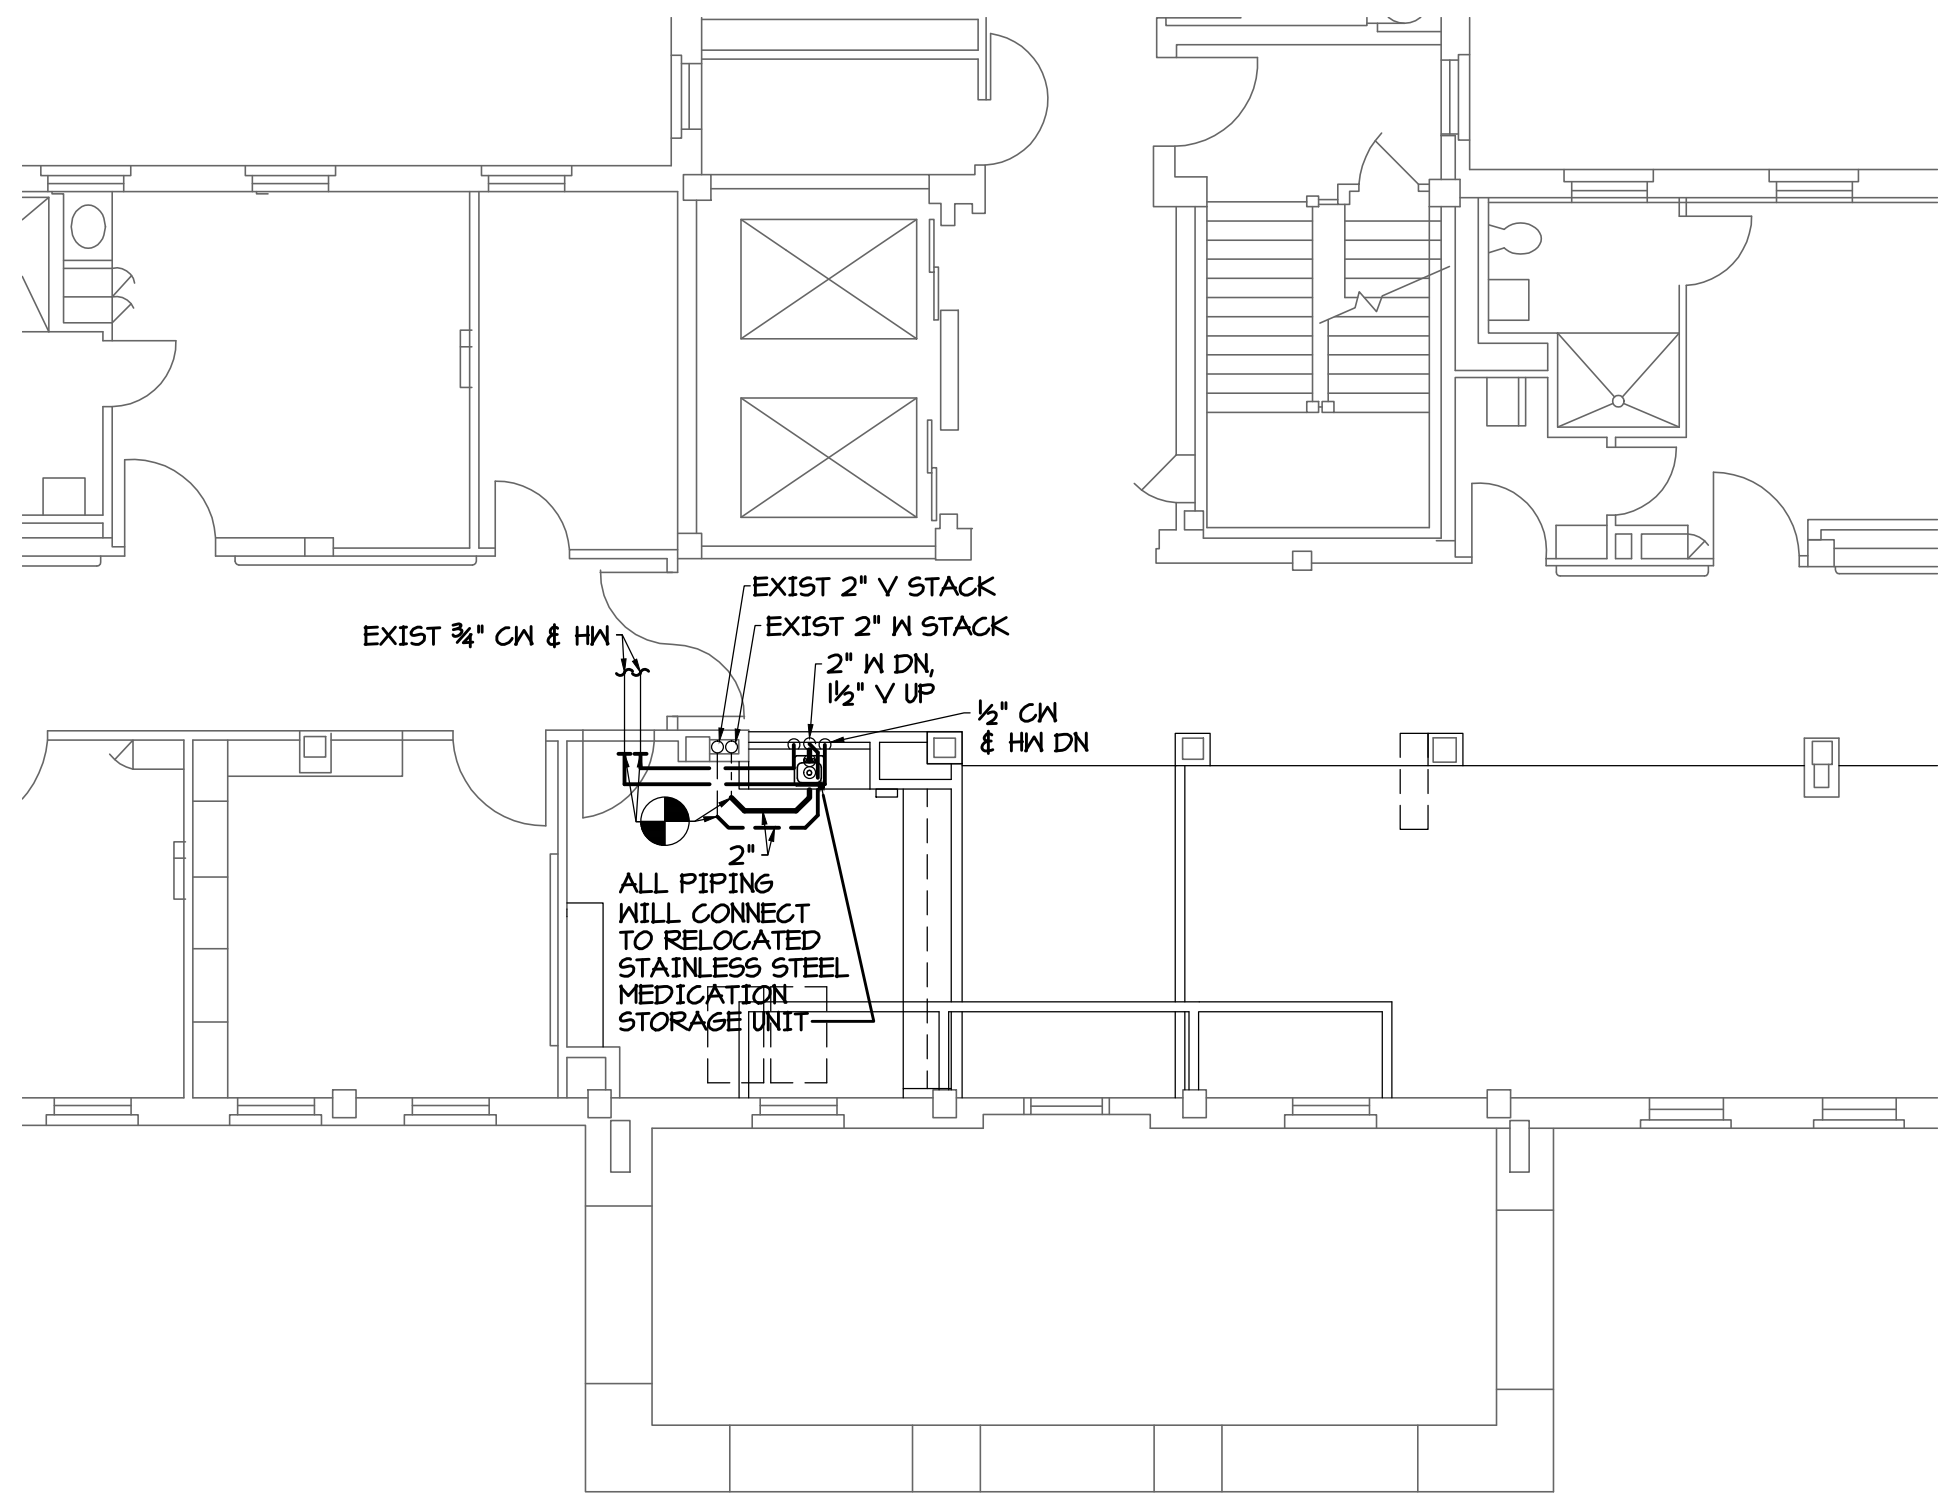 EXIST 2" V STACK
EXIST 2" W STACK
EXIST ¾" CW & HW
2" W DN,
1½" V UP
½" CW
& HW DN
2"
ALL PIPING
WILL CONNECT
TO RELOCATED
STAINLESS STEEL
MEDICATION
STORAGE UNIT